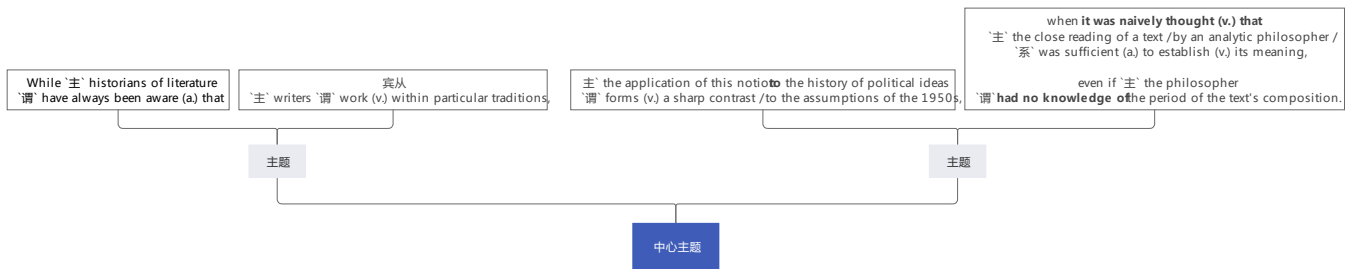 While `主` historians of literature
`谓` have always been aware (a.) that
宾从
`主` writers `谓` work (v.) within particular traditions,
主` the application of this notion to the history of political ideas
`谓` forms (v.) a sharp contrast /to the assumptions of the 1950s,
when it was naively thought (v.) that
`主` the close reading of a text /by an analytic philosopher /
`系` was sufficient (a.) to establish (v.) its meaning,
even if `主` the philosopher
`谓` had no knowledge of the period of the text's composition.
主题
主题
中心主题